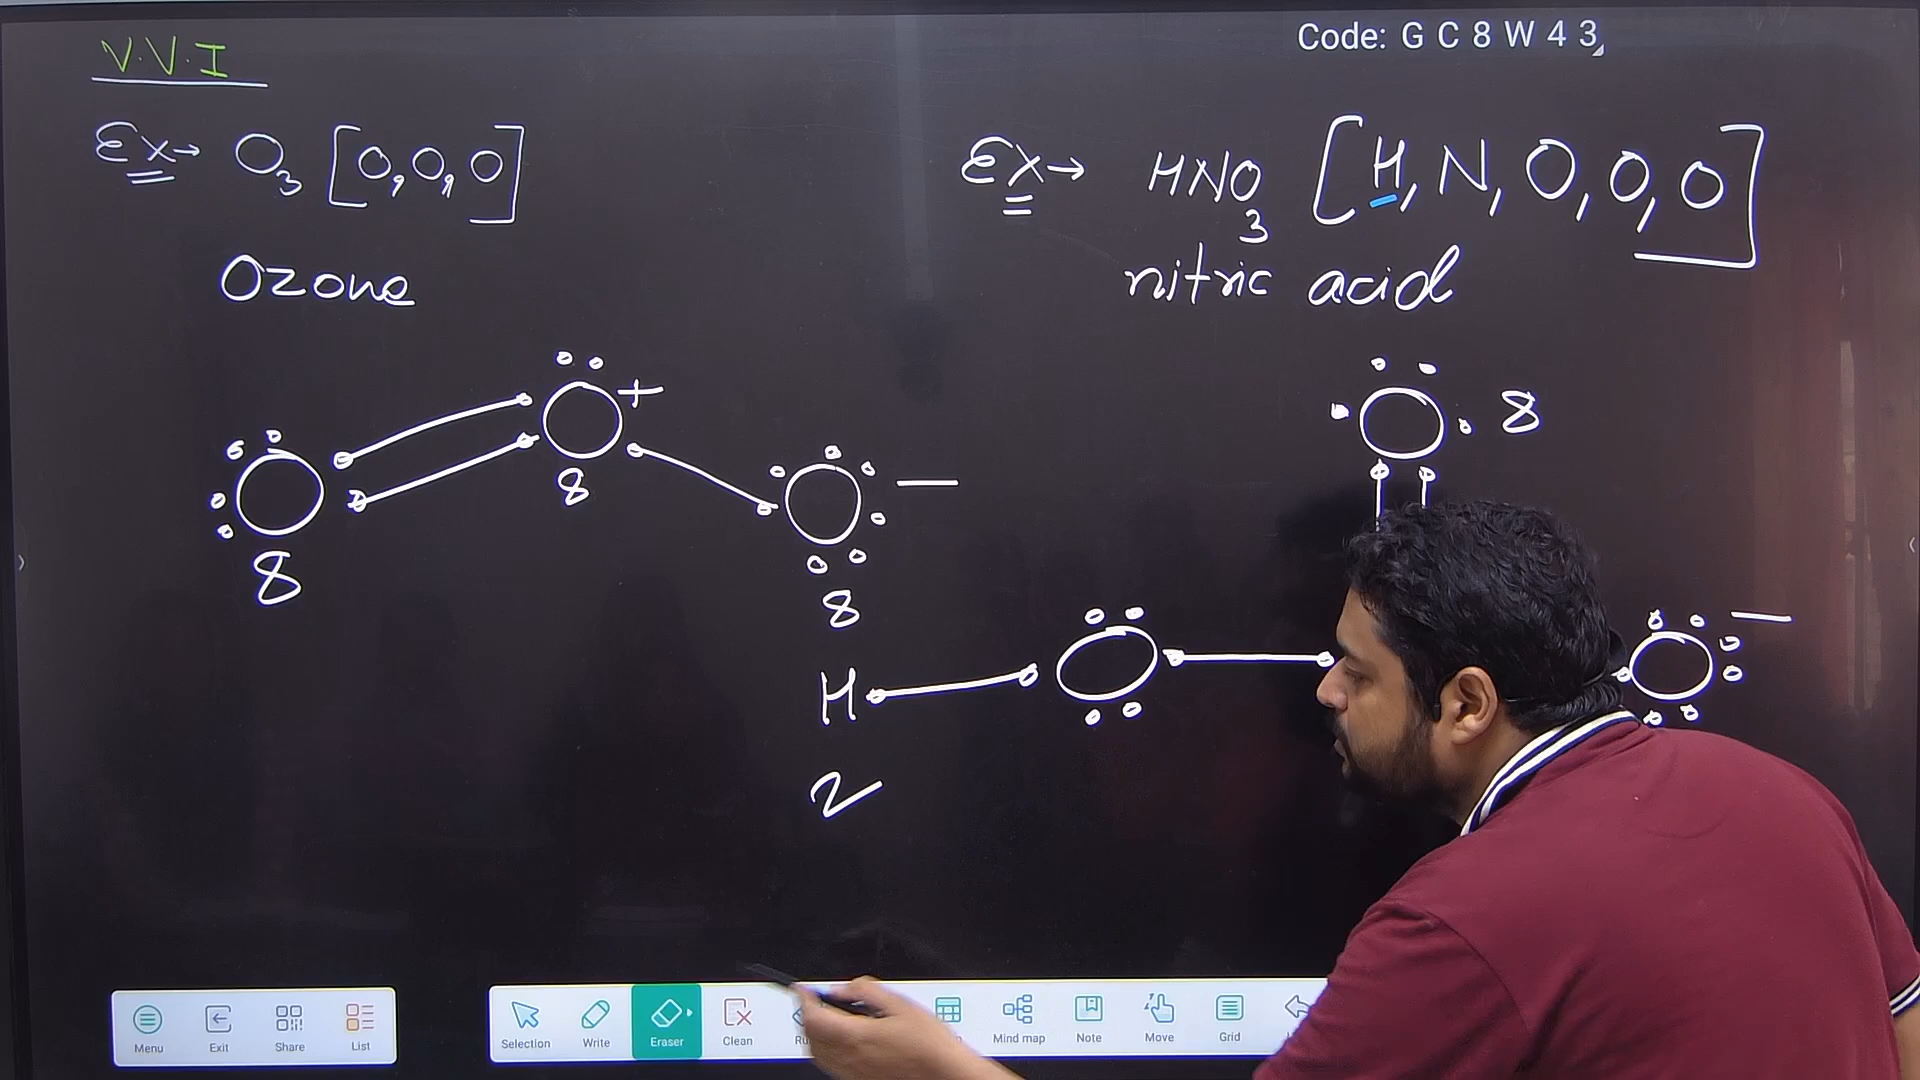 Code: G C 8 W 4 3
V.V.I
Ex→ O3 [O, O, O]
Ozone
Ex→ HNO3 [H, N, O, O, O]
nitric acid
+
8
8
8
—
8
H
2
—
Menu
Exit
Share
List
Selection
Write
Eraser
Clean
Mind map
Note
Move
Grid